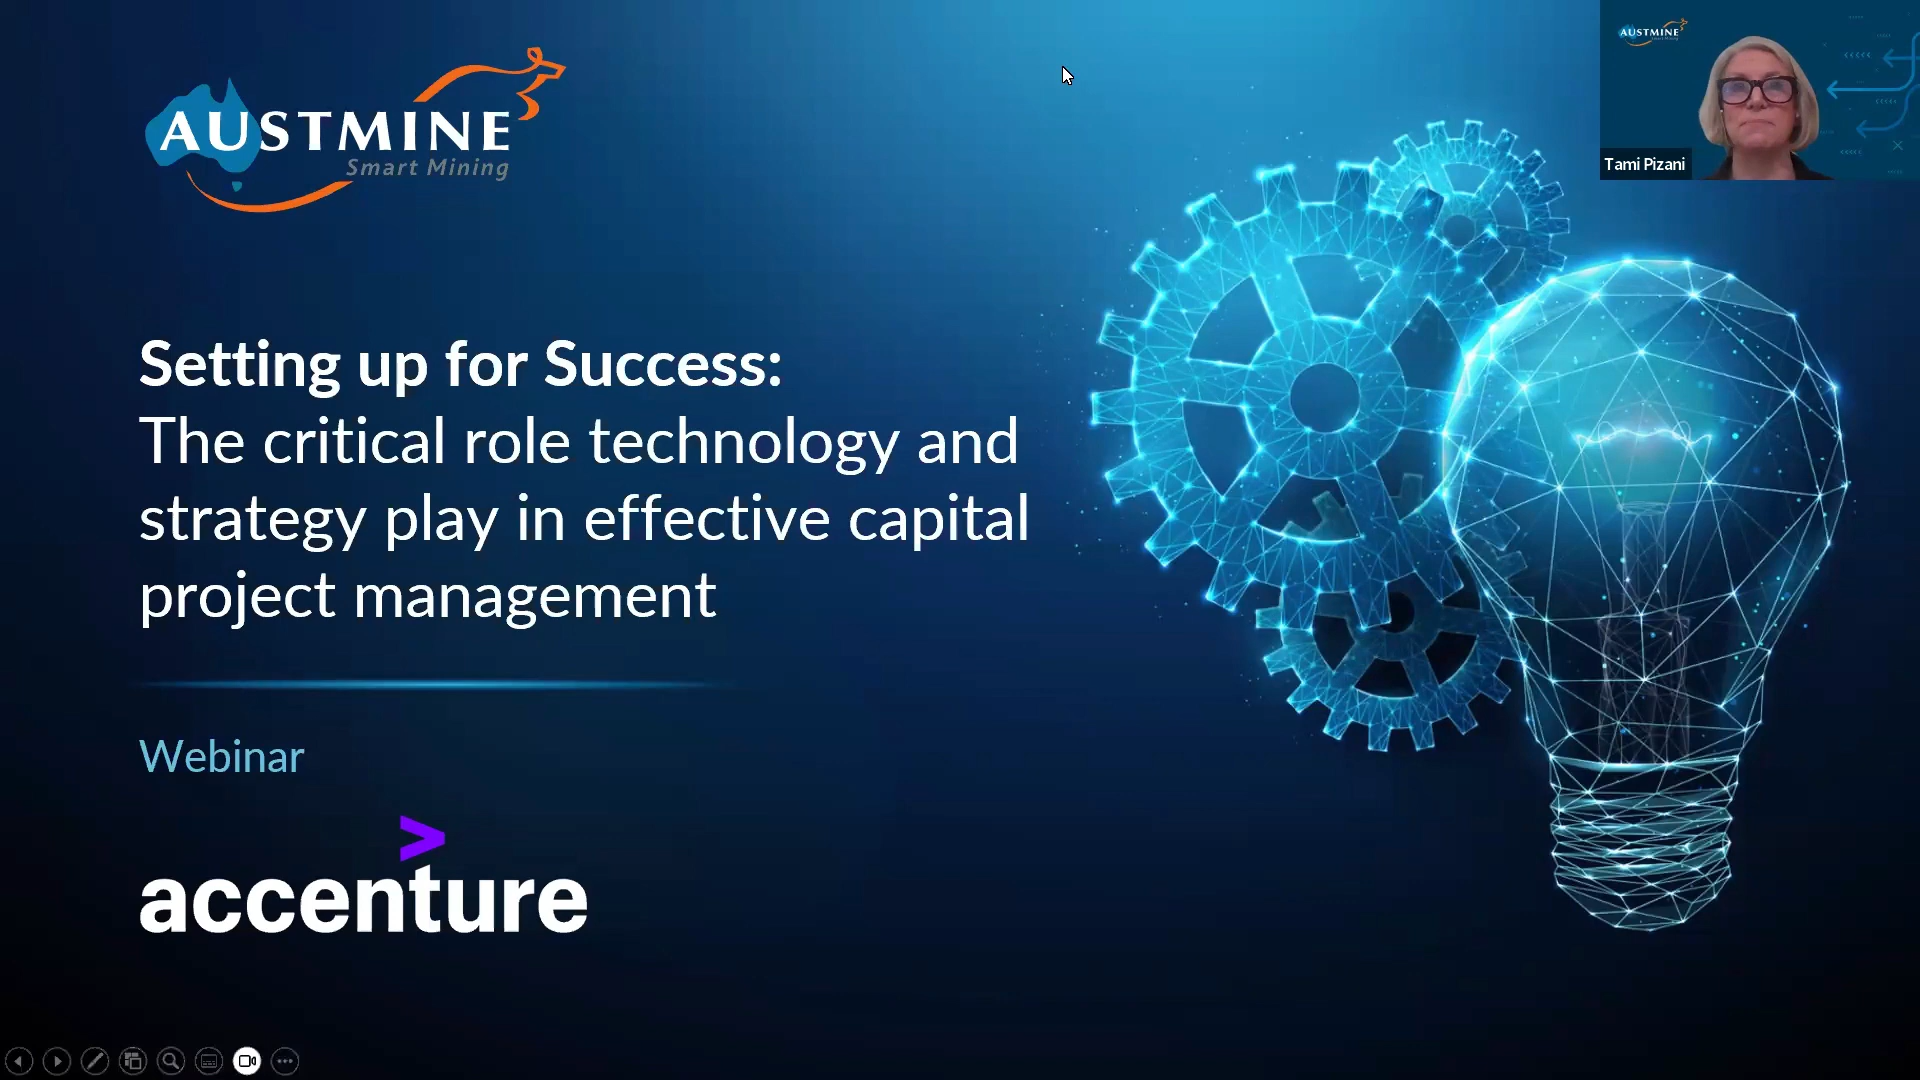 AUSTMINE
Smart Mining
AUSTMINE
Tami Pizani
Setting up for Success:
The critical role technology and
strategy play in effective capital
project management
Webinar
accenture